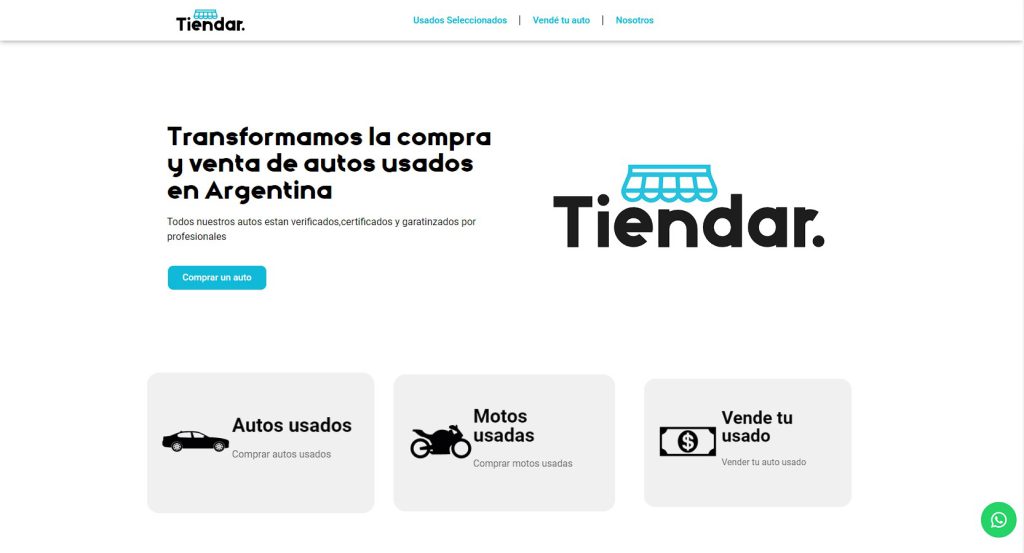 Tiendar.
Usados Seleccionados | Vendé tu auto | Nosotros
Transformamos la compra
y venta de autos usados
en Argentina
Todos nuestros autos estan verificados,certificados y garatinzados por
profesionales
Comprar un auto
Tiendar.
Autos usados
Comprar autos usados
Motos
usadas
Comprar motos usadas
$
Vende tu
usado
Vender tu auto usado